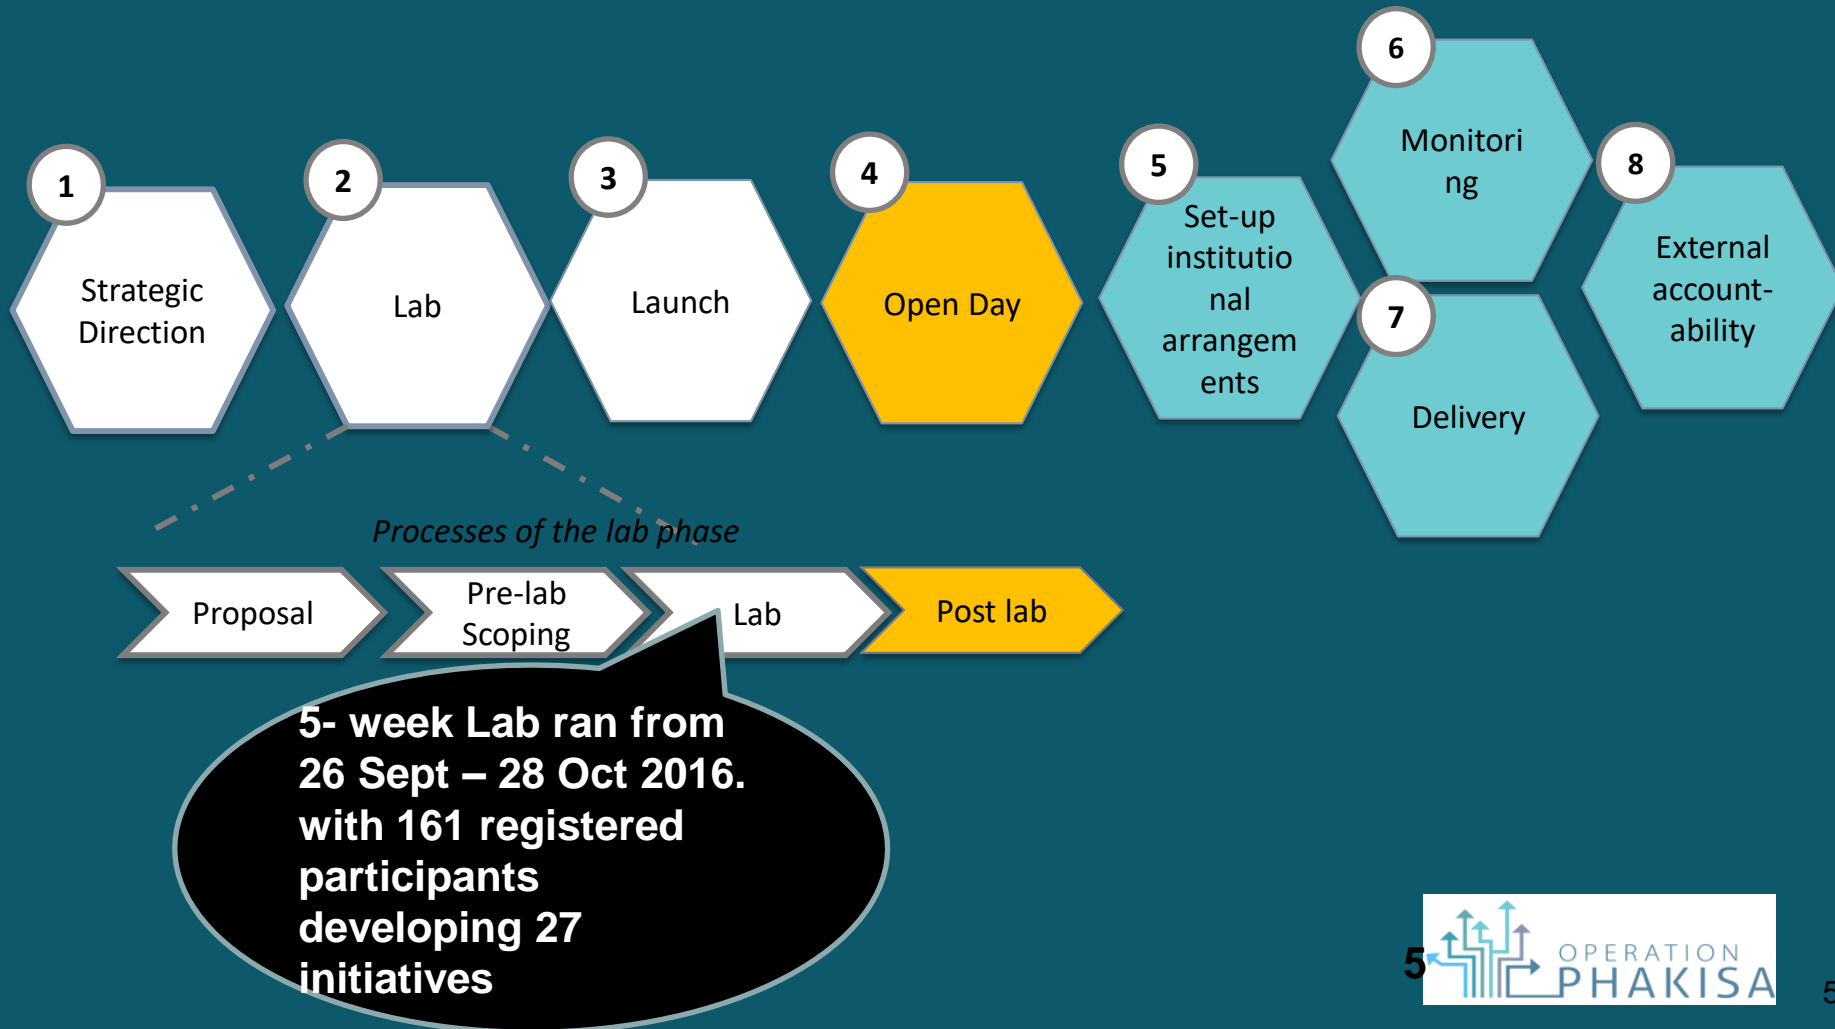 1
Strategic
Direction
2
Lab
3
Launch
4
Open Day
5
Set-up
institutio
nal
arrangem
ents
6
Monitori
ng
7
Delivery
8
External
account-
ability
Processes of the lab phase
Proposal
Pre-lab
Scoping
Lab
Post lab
5- week Lab ran from
26 Sept – 28 Oct 2016.
with 161 registered
participants
developing 27
initiatives
5
OPERATION
PHAKISA
5